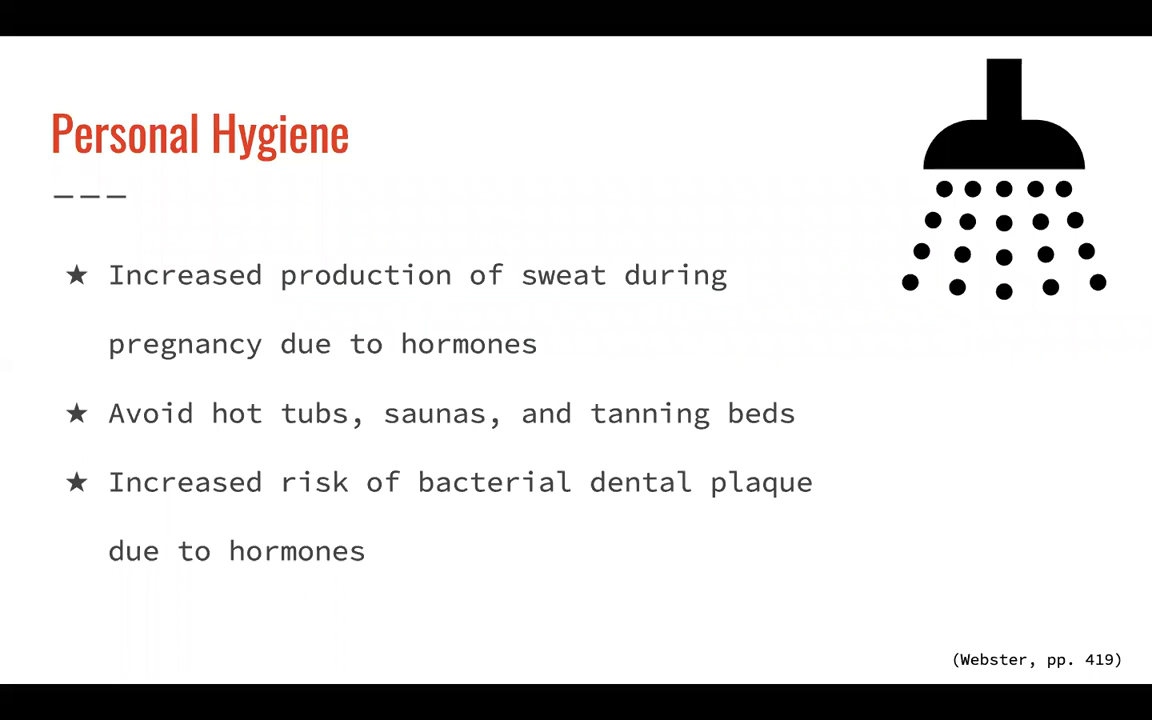 Personal Hygiene
---
★ Increased production of sweat during
pregnancy due to hormones
★ Avoid hot tubs, saunas, and tanning beds
★ Increased risk of bacterial dental plaque
due to hormones
(Webster, pp. 419)